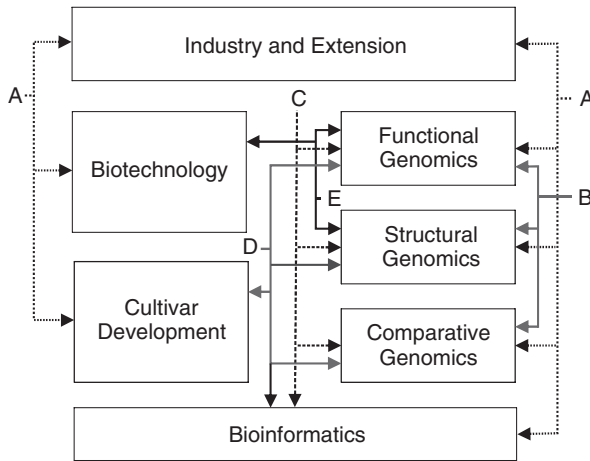 Industry and Extension
A
A
C
Biotechnology
Functional
Genomics
E
B
D
Structural
Genomics
Cultivar
Development
Comparative
Genomics
Bioinformatics